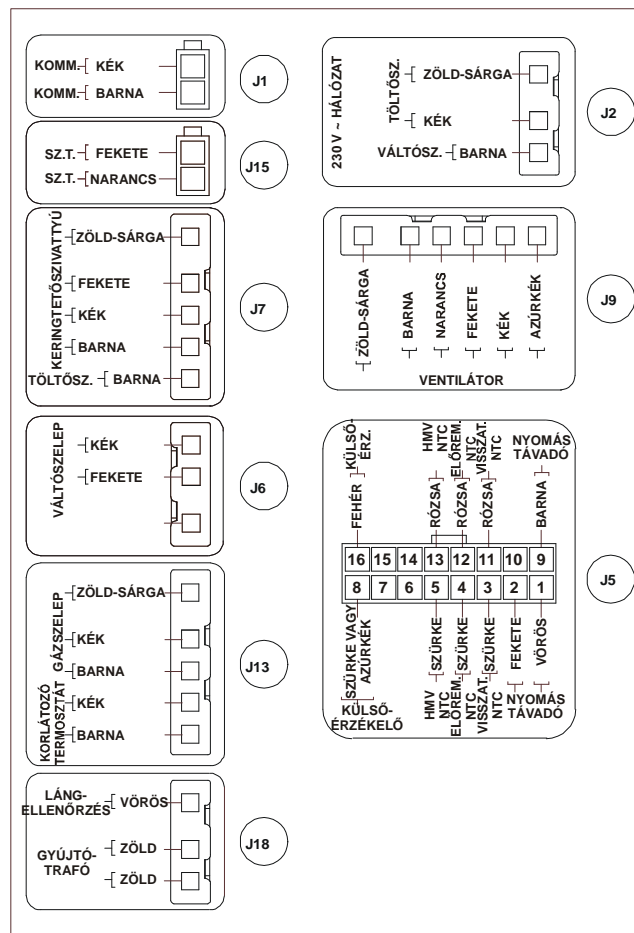 KOMM. KÉK
KOMM. BARNA
J1
SZ.T. FEKETE
SZ.T. NARANCS
J15
KERINGTETŐSZIVATTYÚ
ZÖLD-SÁRGA
FEKETE
KÉK
BARNA
TÖLTŐSZ. BARNA
J7
VÁLTÓSZELEP
KÉK
FEKETE
J6
GÁZSZELEP
ZÖLD-SÁRGA
KÉK
BARNA
KORLÁTOZÓ
TERMOSZTÁT
KÉK
BARNA
J13
LÁNG-
ELLENŐRZÉS
VÖRÖS
GYÚJTÓ-
TRAFÓ
ZÖLD
ZÖLD
J18
230 V ~ HÁLÓZAT
TÖLTŐSZ.
ZÖLD-SÁRGA
KÉK
VÁLTÓSZ. BARNA
J2
ZÖLD-SÁRGA
BARNA
NARANCS
FEKETE
KÉK
AZÚRKÉK
VENTILÁTOR
J9
KÜLSŐ-
ÉRZ.
HMV
NTC
ELŐREM.
NTC
VISSZAT.
NTC
NYOMÁS
TÁVADÓ
FEHÉR
RÓZSA
RÓZSA
RÓZSA
BARNA
16 15 14 13 12 11 10 9
8 7 6 5 4 3 2 1
SZÜRKE VAGY
AZÚRKÉK
SZÜRKE
SZÜRKE
SZÜRKE
FEKETE
VÖRÖS
KÜLSŐ-
ÉRZÉKELŐ
HMV
NTC
ELŐREM.
NTC
VISSZAT.
NTC
NYOMÁS
TÁVADÓ
J5